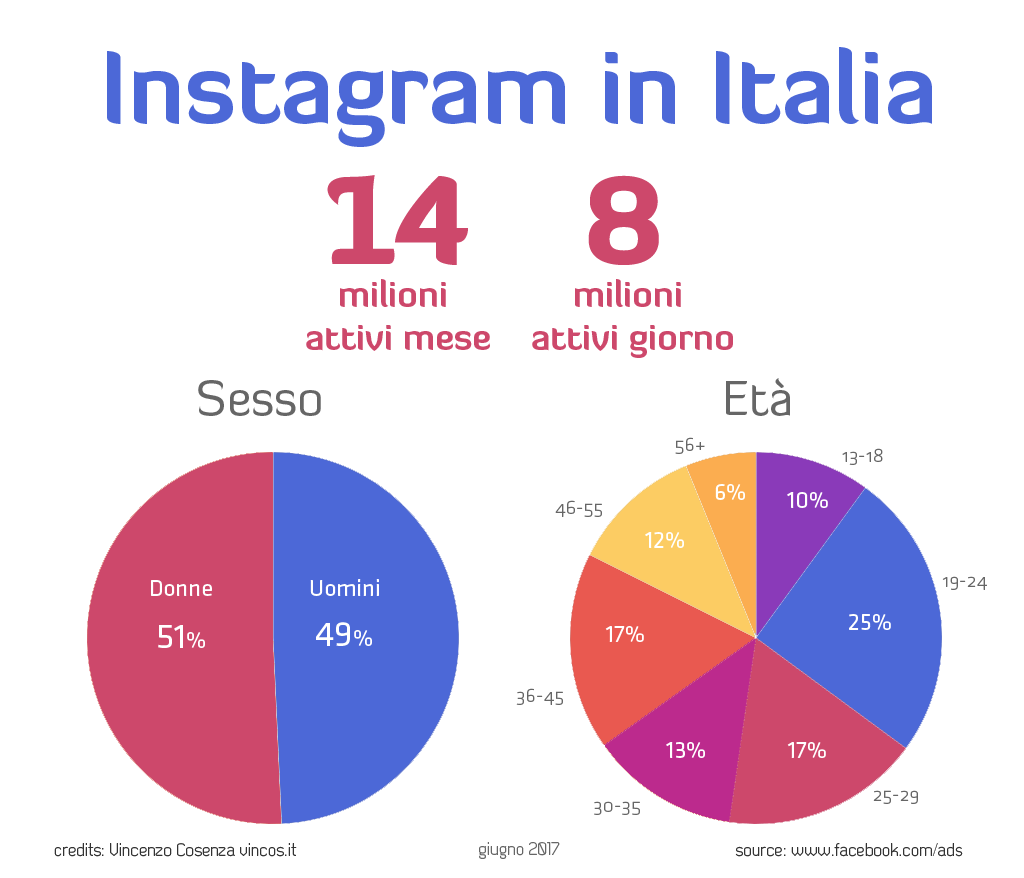 Instagram in Italia
14
milioni
attivi mese
8
milioni
attivi giorno
Sesso
Donne
51%
Uomini
49%
Età
13-18
10%
19-24
25%
25-29
17%
30-35
13%
36-45
17%
46-55
12%
56+
6%
credits: Vincenzo Cosenza vincos.it
giugno 2017
source: www.facebook.com/ads